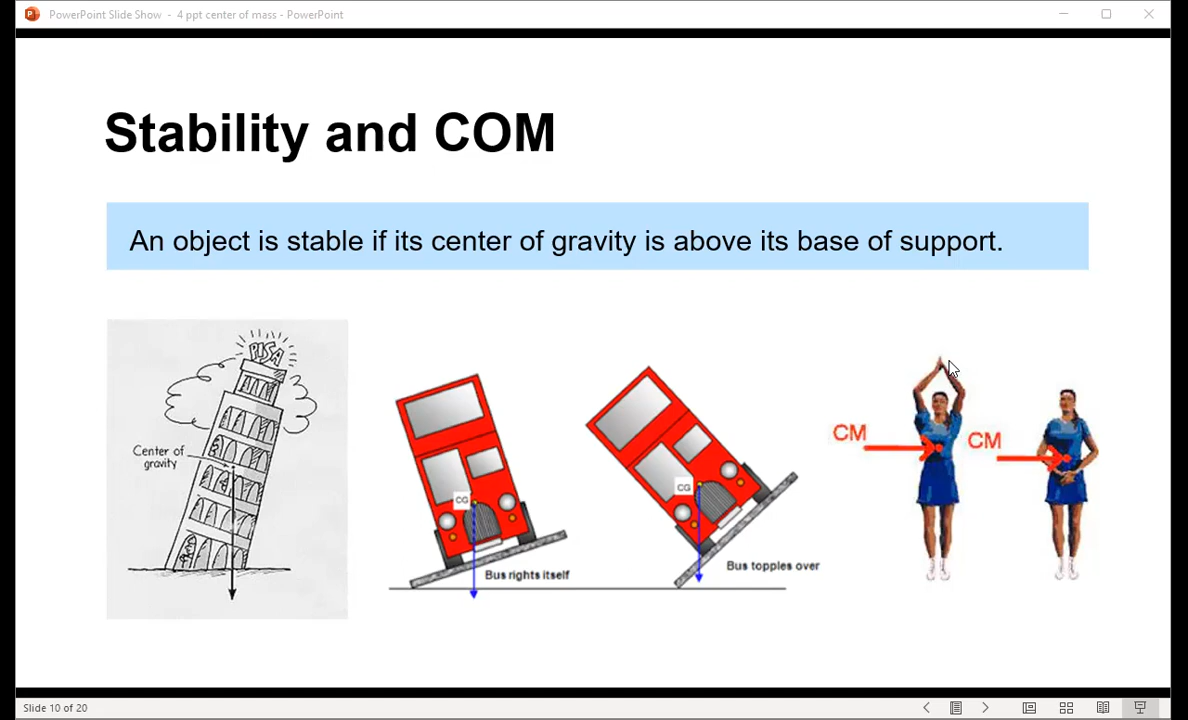 PowerPoint Slide Show - 4 ppt center of mass - PowerPoint
Stability and COM
An object is stable if its center of gravity is above its base of support.
PISA
Center of
gravity
CG
Bus rights itself
CG
Bus topples over
CM
CM
Slide 10 of 20